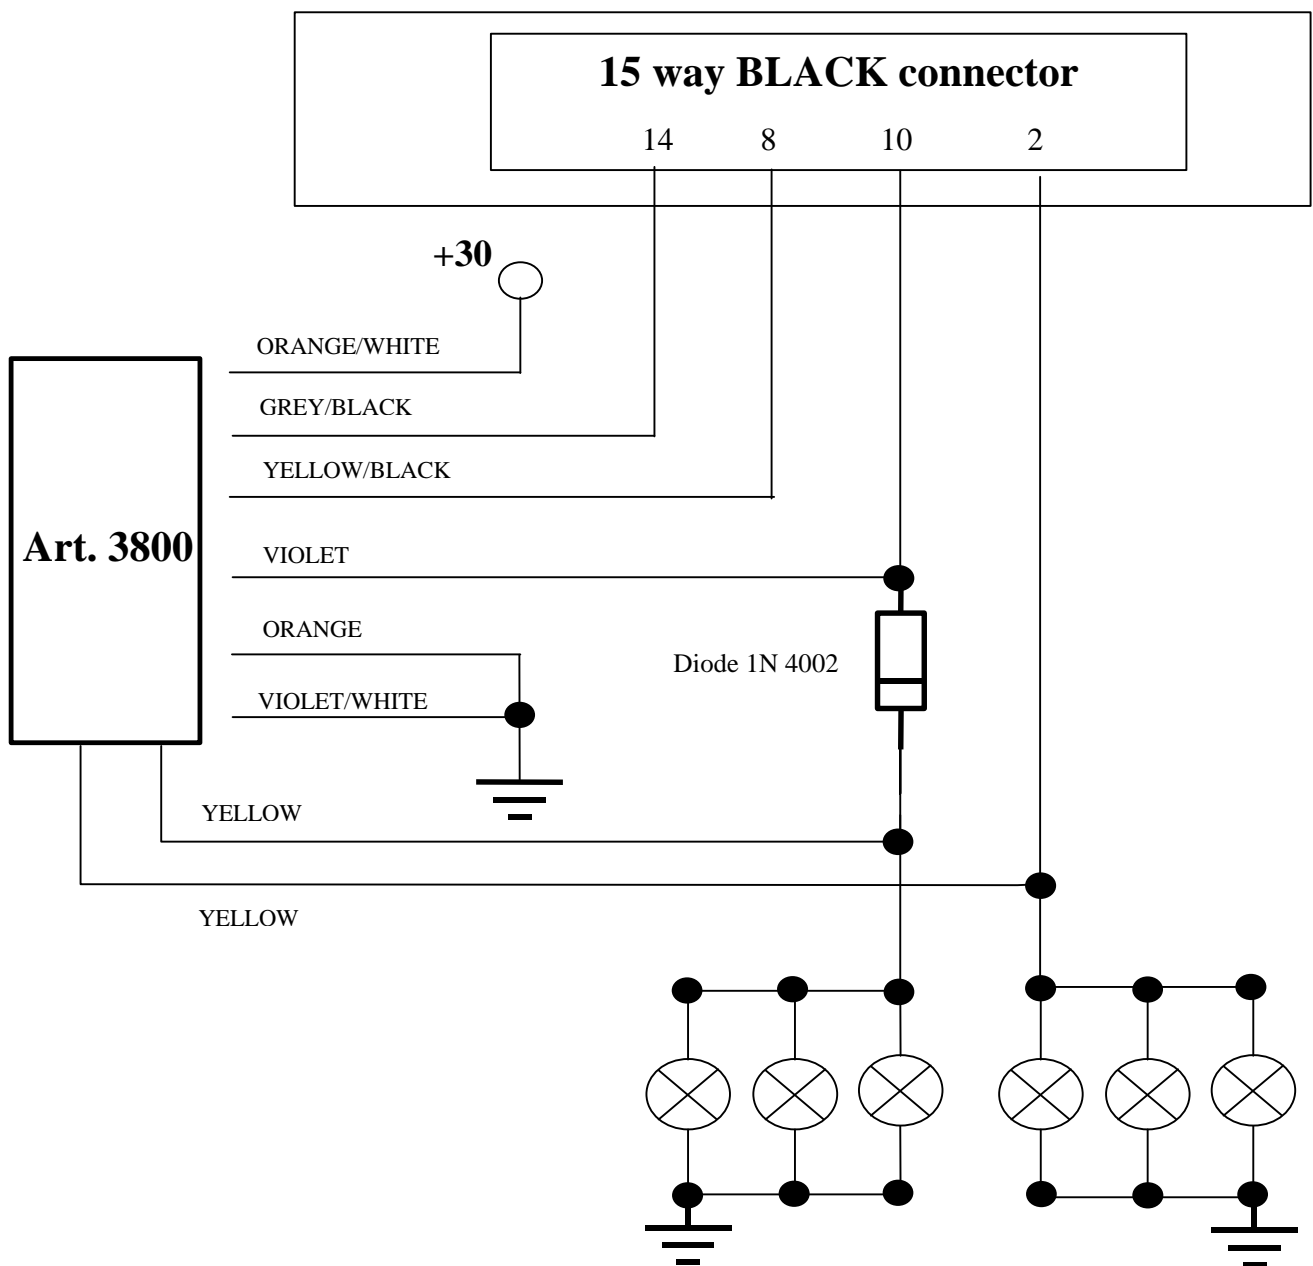 15 way BLACK connector
14 8 10 2
+30
ORANGE/WHITE
GREY/BLACK
YELLOW/BLACK
Art. 3800
VIOLET
ORANGE
Diode 1N 4002
VIOLET/WHITE
YELLOW
YELLOW